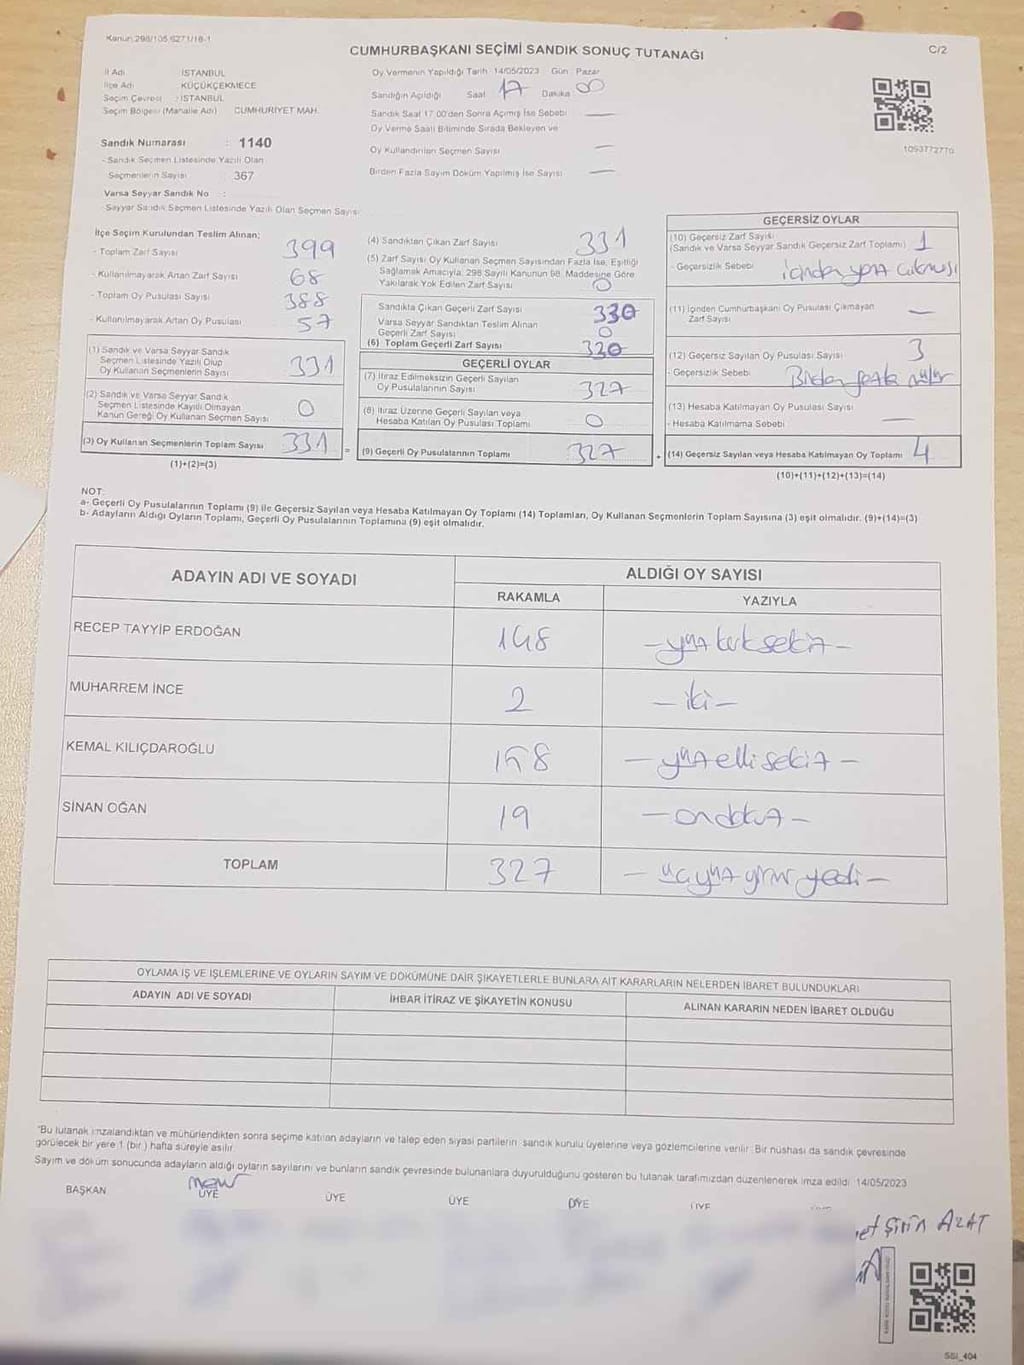 Kanun 298/105 6271/18-1
CUMHURBAŞKANI SEÇİMİ SANDIK SONUÇ TUTANAĞI
C/2
İl Adı İSTANBUL
İlçe Adı KÜÇÜKÇEKMECE
Seçim Çevresi : İSTANBUL
Seçim Bölgesi (Mahalle Adı) CUMHURİYET MAH.
Sandık Numarası : 1140
- Sandık Seçmen Listesinde Yazılı Olan
Seçmenlerin Sayısı : 367
Varsa Seyyar Sandık No :
- Seyyar Sandık Seçmen Listesinde Yazılı Olan Seçmen Sayısı
Oy Vermenin Yapıldığı Tarih 14/05/2023 Gün : Pazar
Sandığın Açıldığı Saat 17 Dakika 00
Sandık Saat 17.00'den Sonra Açımış İse Sebebi —
Oy Verme Saati Bitiminde Sırada Bekleyen ve
Oy Kullandırılan Seçmen Sayısı —
Birden Fazla Sayım Döküm Yapılmış İse Sayısı —
1093772770
İlçe Seçim Kurulundan Teslim Alınan;
- Toplam Zarf Sayısı 399
- Kullanılmayarak Artan Zarf Sayısı 68
- Toplam Oy Pusulası Sayısı 388
- Kullanılmayarak Artan Oy Pusulası 57
(1) Sandık ve Varsa Seyyar Sandık
Seçmen Listesinde Yazılı Olup
Oy Kullanan Seçmenlerin Sayısı 331
(2) Sandık ve Varsa Seyyar Sandık
Seçmen Listesinde Kayıtlı Olmayan
Kanun Gereği Oy Kullanan Seçmen Sayısı 0
(3) Oy Kullanan Seçmenlerin Toplam Sayısı 331
(1)+(2)=(3)
(4) Sandıktan Çıkan Zarf Sayısı 331
(5) Zarf Sayısı Oy Kullanan Seçmen Sayısından Fazla İse, Eşitliği
Sağlamak Amacıyla, 298 Sayılı Kanunun 98. Maddesine Göre
Yakılarak Yok Edilen Zarf Sayısı 0
Sandıkta Çıkan Geçerli Zarf Sayısı 330
Varsa Seyyar Sandıktan Teslim Alınan
Geçerli Zarf Sayısı 0
(6) Toplam Geçerli Zarf Sayısı 330
GEÇERLİ OYLAR
(7) İtiraz Edilmeksizin Geçerli Sayılan
Oy Pusulalarının Sayısı 327
(8) İtiraz Üzerine Geçerli Sayılan veya
Hesaba Katılan Oy Pusulası Toplamı 0
= (9) Geçerli Oy Pusulalarının Toplamı 327
GEÇERSİZ OYLAR
(10) Geçersiz Zarf Sayısı
(Sandık ve Varsa Seyyar Sandık Geçersiz Zarf Toplamı) 1
- Geçersizlik Sebebi
(11) İçinden Cumhurbaşkanı Oy Pusulası Çıkmayan
Zarf Sayısı —
(12) Geçersiz Sayılan Oy Pusulası Sayısı 3
- Geçersizlik Sebebi : Birden fazla mühür
(13) Hesaba Katılmayan Oy Pusulası Sayısı
- Hesaba Katılmama Sebebi —
+ (14) Geçersiz Sayılan veya Hesaba Katılmayan Oy Toplamı 4
(10)+(11)+(12)+(13)=(14)
NOT:
a- Geçerli Oy Pusulalarının Toplamı (9) ile Geçersiz Sayılan veya Hesaba Katılmayan Oy Toplamı (14) Toplamları, Oy Kullanan Seçmenlerin Toplam Sayısına (3) eşit olmalıdır. (9)+(14)=(3)
b- Adayların Aldığı Oyların Toplamı, Geçerli Oy Pusulalarının Toplamına (9) eşit olmalıdır.
ADAYIN ADI VE SOYADI ALDIĞI OY SAYISI
RAKAMLA YAZIYLA
RECEP TAYYİP ERDOĞAN 148 – yüz kırk sekiz –
MUHARREM İNCE 2 – iki –
KEMAL KILIÇDAROĞLU 158 – yüz elli sekiz –
SİNAN OĞAN 19 – ondokuz –
TOPLAM 327 – üçyüz yirmi yedi –
OYLAMA İŞ VE İŞLEMLERİNE VE OYLARIN SAYIM VE DÖKÜMÜNE DAİR ŞİKAYETLERLE BUNLARA AİT KARARLARIN NELERDEN İBARET BULUNDUKLARI
ADAYIN ADI VE SOYADI İHBAR İTİRAZ VE ŞİKAYETİN KONUSU ALINAN KARARIN NEDEN İBARET OLDUĞU
"Bu tutanak imzalandıktan ve mühürlendikten sonra seçime katılan adayların ve talep eden siyasi partilerin, sandık kurulu üyelerine veya gözlemcilerine verilir. Bir nüshası da sandık çevresinde
görülecek bir yere 1 (bir ) hafta süreyle asılır.
Sayım ve döküm sonucunda adayların aldığı oyların sayılarını ve bunların sandık çevresinde bulunanlara duyurulduğunu gösteren bu tutanak tarafımızdan düzenlenerek imza edildi. 14/05/2023
BAŞKAN ÜYE ÜYE ÜYE ÜYE
et ŞİRİN AZAT
SSI_404